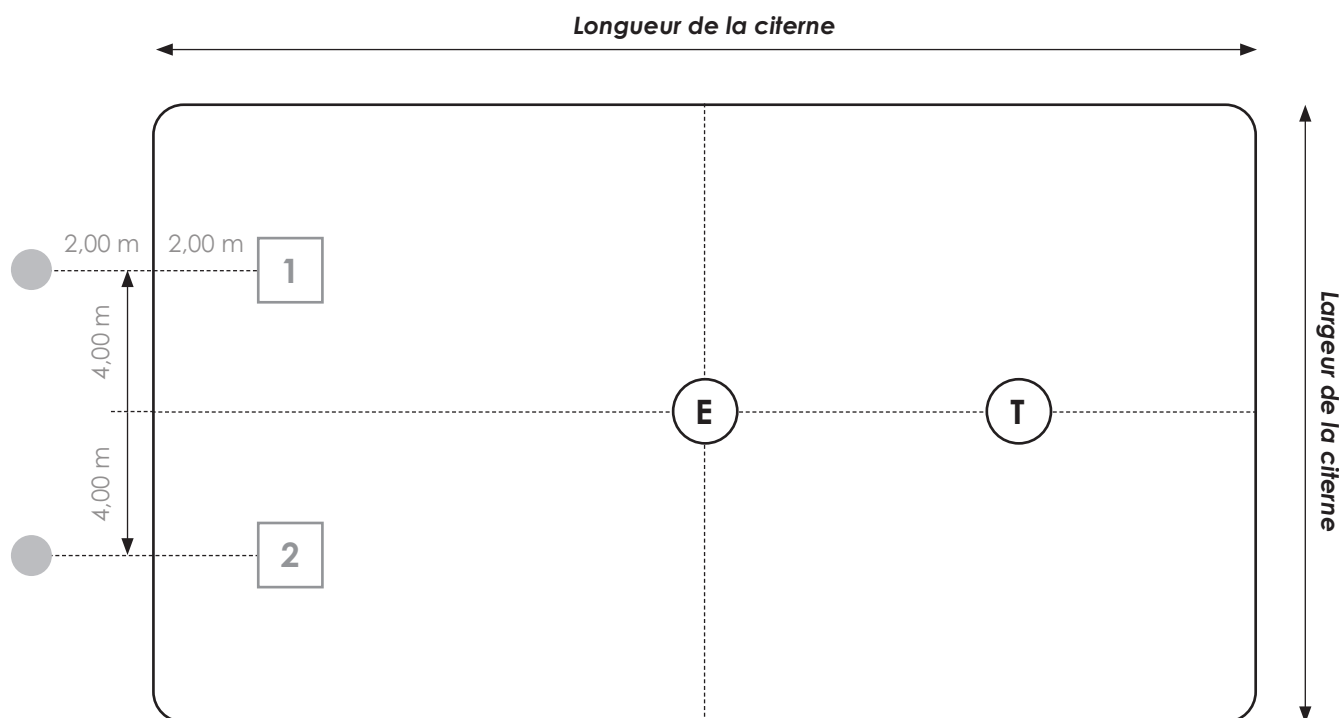 Longueur de la citerne
2,00 m
2,00 m
1
4,00 m
Largeur de la citerne
E
T
4,00 m
2